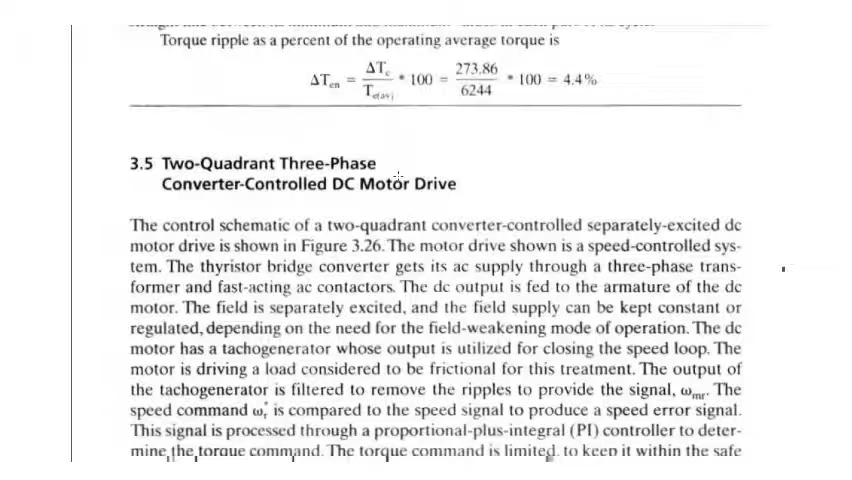 Torque ripple as a percent of the operating average torque is
ΔTen = ΔTe / Te(av) * 100 = 273.86 / 6244 * 100 = 4.4%
3.5 Two-Quadrant Three-Phase
Converter-Controlled DC Motor Drive
The control schematic of a two-quadrant converter-controlled separately-excited dc
motor drive is shown in Figure 3.26. The motor drive shown is a speed-controlled sys-
tem. The thyristor bridge converter gets its ac supply through a three-phase trans-
former and fast-acting ac contactors. The dc output is fed to the armature of the dc
motor. The field is separately excited, and the field supply can be kept constant or
regulated, depending on the need for the field-weakening mode of operation. The dc
motor has a tachogenerator whose output is utilized for closing the speed loop. The
motor is driving a load considered to be frictional for this treatment. The output of
the tachogenerator is filtered to remove the ripples to provide the signal, ωmr. The
speed command ωr* is compared to the speed signal to produce a speed error signal.
This signal is processed through a proportional-plus-integral (PI) controller to deter-
mine the torque command. The torque command is limited, to keep it within the safe